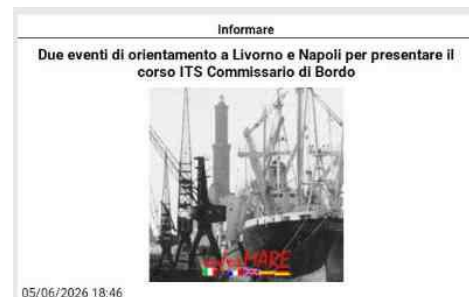 Informare
Due eventi di orientamento a Livorno e Napoli per presentare il
corso ITS Commissario di Bordo
inforMARE
05/06/2026 18:46